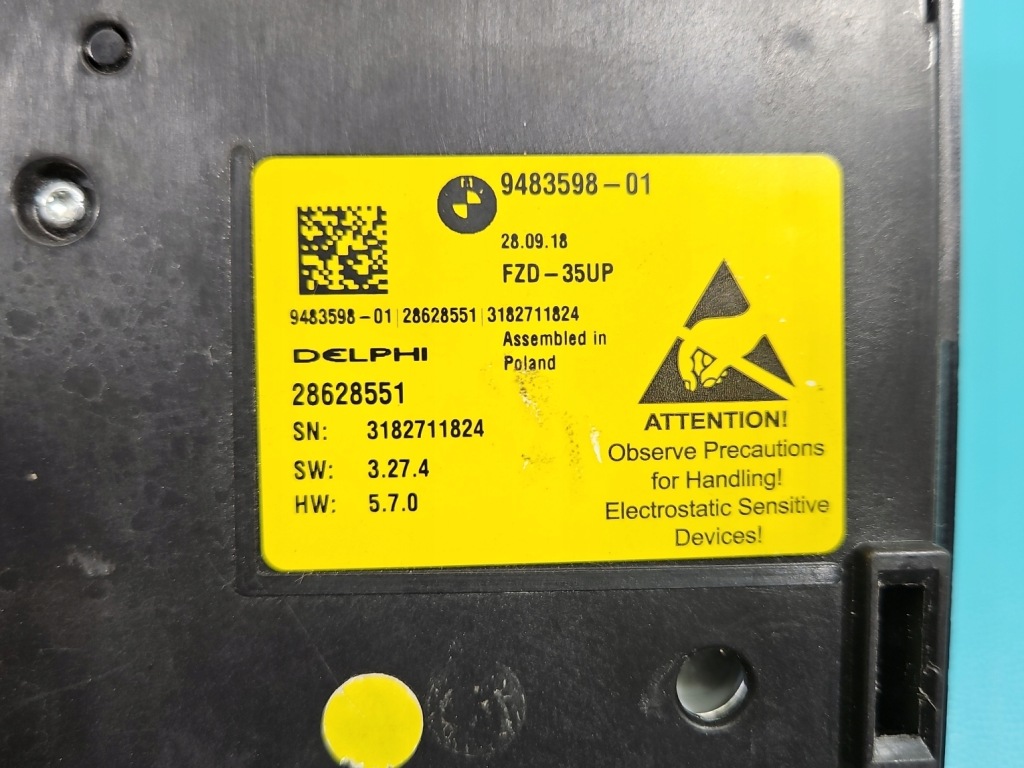 9483598-01
28.09.18
FZD-35UP
9483598-01|28628551|3182711824
DELPHI
Assembled in
Poland
28628551
SN: 3182711824
SW: 3.27.4
HW: 5.7.0
ATTENTION!
Observe Precautions
for Handling!
Electrostatic Sensitive
Devices!